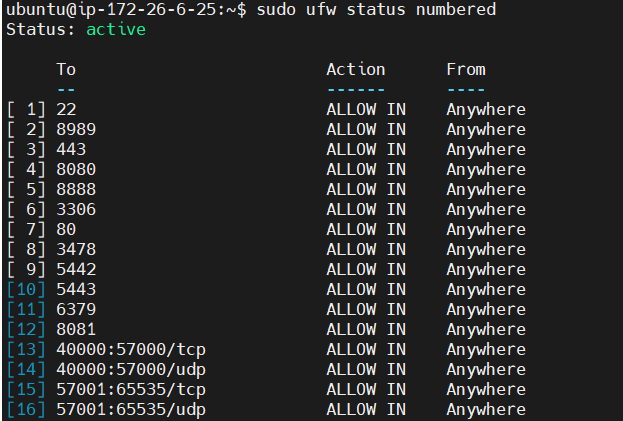 ubuntu@ip-172-26-6-25:~$ sudo ufw status numbered
Status: active
To Action From
-- ------ ----
[ 1] 22 ALLOW IN Anywhere
[ 2] 8989 ALLOW IN Anywhere
[ 3] 443 ALLOW IN Anywhere
[ 4] 8080 ALLOW IN Anywhere
[ 5] 8888 ALLOW IN Anywhere
[ 6] 3306 ALLOW IN Anywhere
[ 7] 80 ALLOW IN Anywhere
[ 8] 3478 ALLOW IN Anywhere
[ 9] 5442 ALLOW IN Anywhere
[10] 5443 ALLOW IN Anywhere
[11] 6379 ALLOW IN Anywhere
[12] 8081 ALLOW IN Anywhere
[13] 40000:57000/tcp ALLOW IN Anywhere
[14] 40000:57000/udp ALLOW IN Anywhere
[15] 57001:65535/tcp ALLOW IN Anywhere
[16] 57001:65535/udp ALLOW IN Anywhere